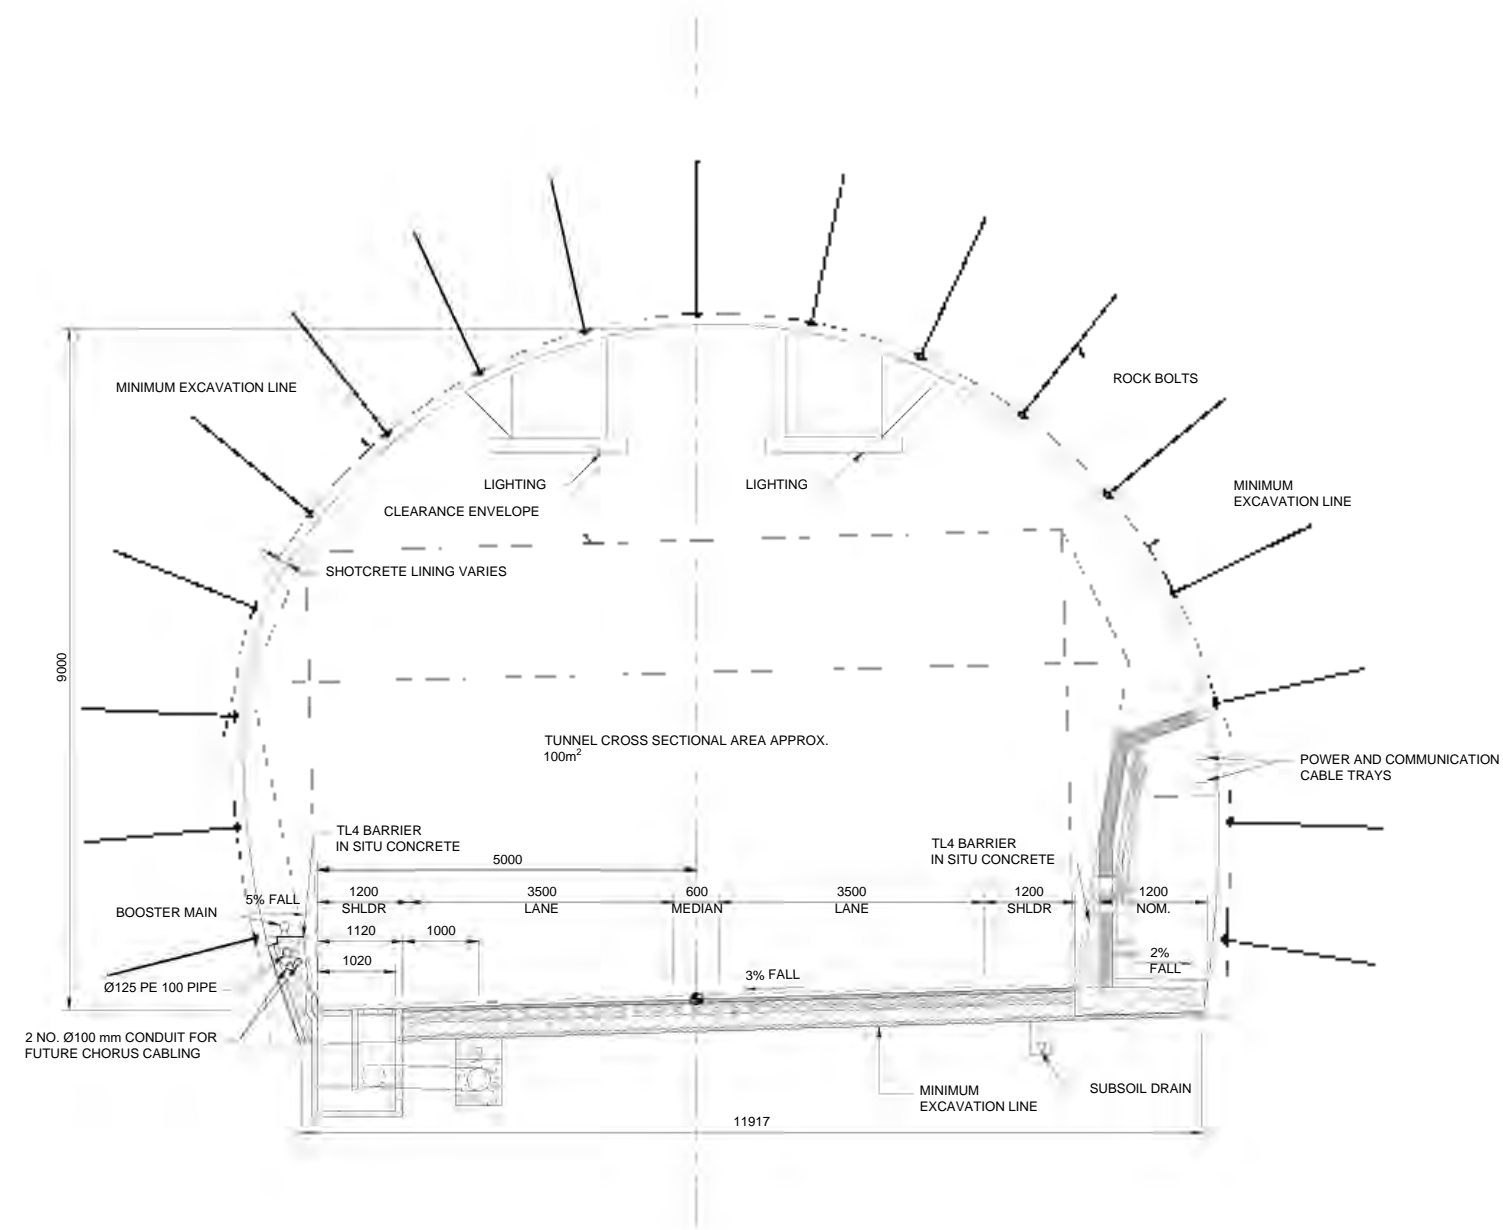 MINIMUM EXCAVATION LINE
ROCK BOLTS
LIGHTING
LIGHTING
MINIMUM
EXCAVATION LINE
CLEARANCE ENVELOPE
SHOTCRETE LINING VARIES
9000
TUNNEL CROSS SECTIONAL AREA APPROX.
100m²
POWER AND COMMUNICATION
CABLE TRAYS
TL4 BARRIER
IN SITU CONCRETE
TL4 BARRIER
IN SITU CONCRETE
5000
5% FALL
1200
SHLDR
3500
LANE
600
MEDIAN
3500
LANE
1200
SHLDR
1200
NOM.
BOOSTER MAIN
1120
1000
1020
2%
FALL
3% FALL
Ø125 PE 100 PIPE
2 NO. Ø100 mm CONDUIT FOR
FUTURE CHORUS CABLING
MINIMUM
EXCAVATION LINE
SUBSOIL DRAIN
11917